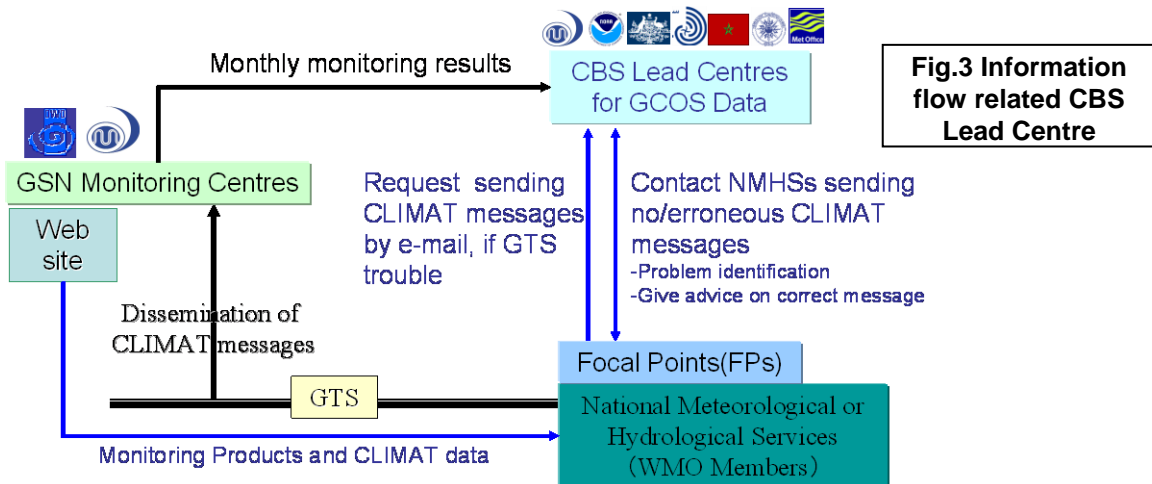 Monthly monitoring results
Met Office
CBS Lead Centres
for GCOS Data
Fig.3 Information
flow related CBS
Lead Centre
GSN Monitoring Centres
Web
site
Request sending
CLIMAT messages
by e-mail, if GTS
trouble
Contact NMHSs sending
no/erroneous CLIMAT
messages
-Problem identification
-Give advice on correct message
Dissemination of
CLIMAT messages
GTS
Focal Points(FPs)
National Meteorological or
Hydrological Services
（WMO Members）
Monitoring Products and CLIMAT data